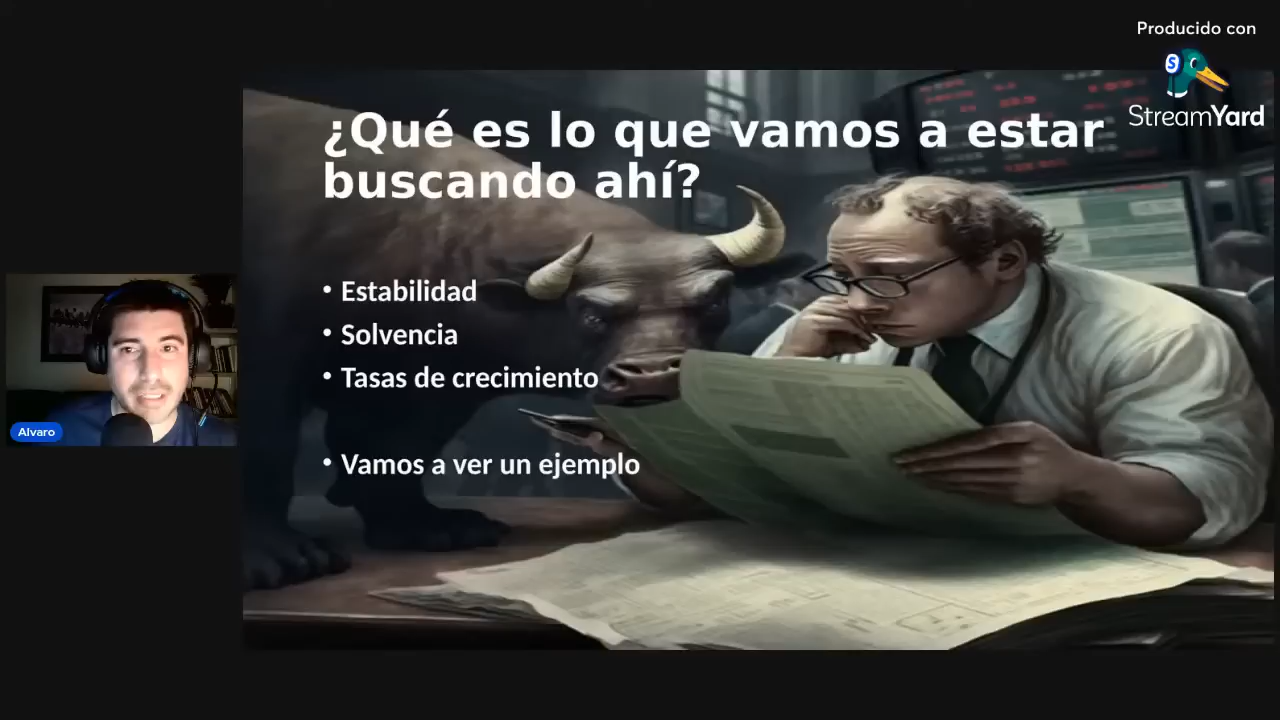 Producido con
StreamYard
¿Qué es lo que vamos a estar
buscando ahí?
• Estabilidad
• Solvencia
• Tasas de crecimiento
• Vamos a ver un ejemplo
Alvaro